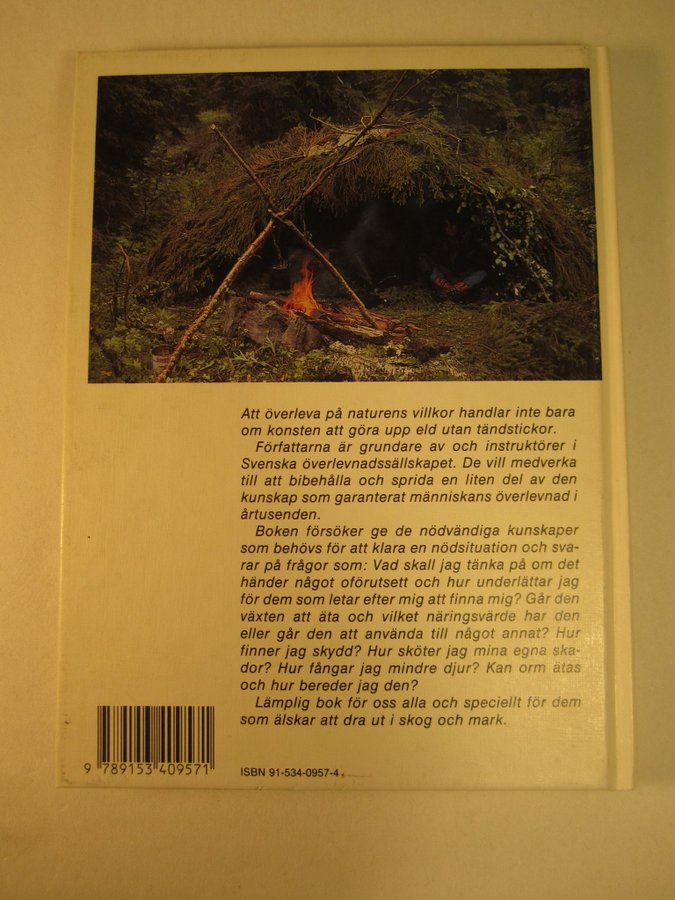 Att överleva på naturens villkor handlar inte bara
om konsten att göra upp eld utan tändstickor.
Författarna är grundare av och instruktörer i
Svenska överlevnadssällskapet. De vill medverka
till att bibehålla och sprida en liten del av den
kunskap som garanterat människans överlevnad i
årtusenden.
Boken försöker ge de nödvändiga kunskaper
som behövs för att klara en nödsituation och sva-
rar på frågor som: Vad skall jag tänka på om det
händer något oförutsett och hur underlättar jag
för dem som letar efter mig att finna mig? Går den
växten att äta och vilket näringsvärde har den
eller går den att använda till något annat? Hur
finner jag skydd? Hur sköter jag mina egna ska-
dor? Hur fångar jag mindre djur? Kan orm ätas
och hur bereder jag den?
Lämplig bok för oss alla och speciellt för dem
som älskar att dra ut i skog och mark.
9 789153 409571
ISBN 91-534-0957-4